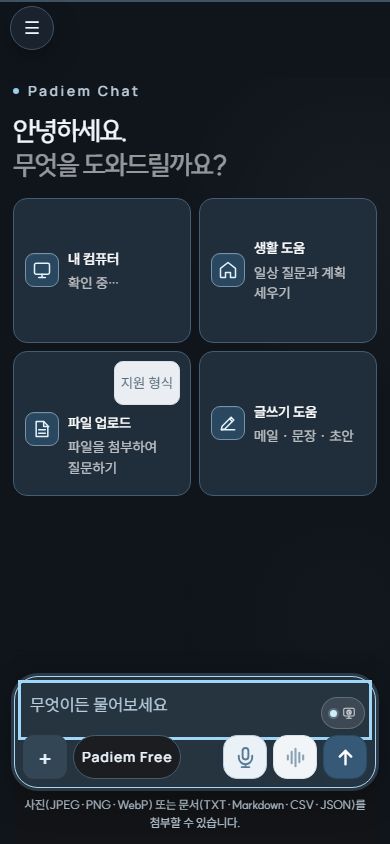 Padiem Chat
안녕하세요.
무엇을 도와드릴까요?
내 컴퓨터
확인 중…
생활 도움
일상 질문과 계획
세우기
지원 형식
파일 업로드
파일을 첨부하여
질문하기
글쓰기 도움
메일 · 문장 · 초안
무엇이든 물어보세요
Padiem Free
사진(JPEG·PNG·WebP) 또는 문서(TXT·Markdown·CSV·JSON)를
첨부할 수 있습니다.